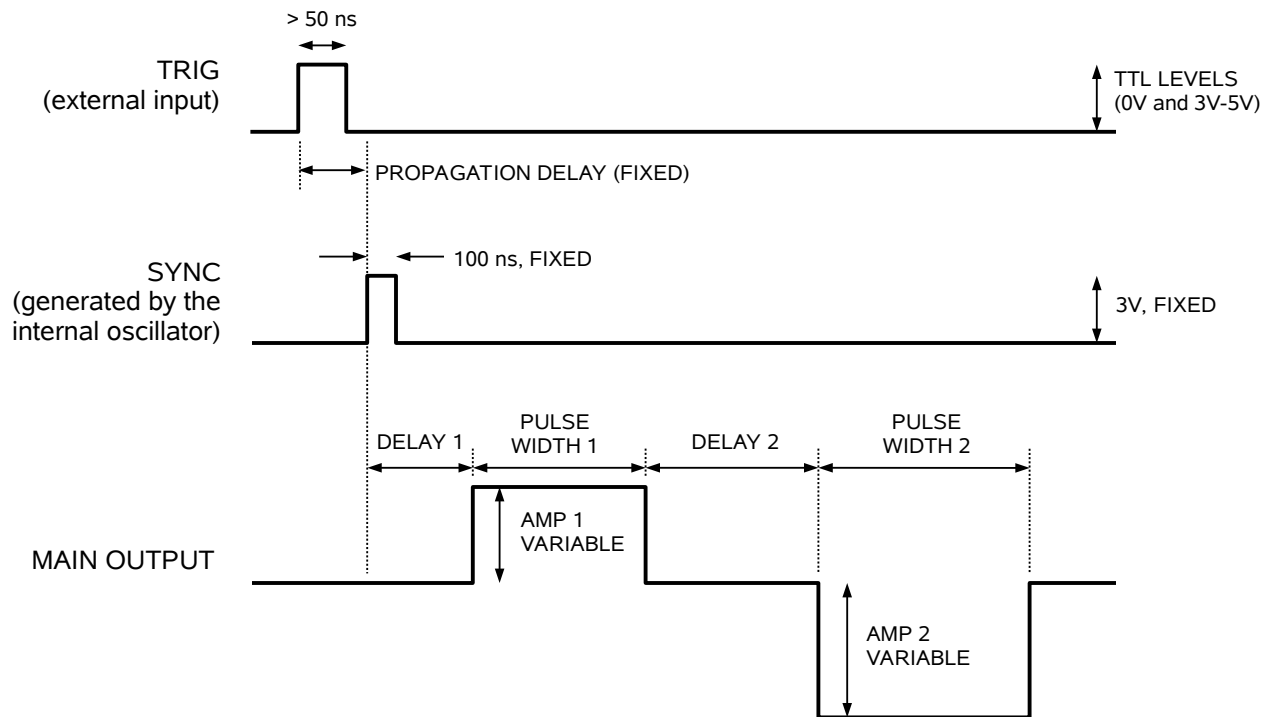 > 50 ns
TRIG
(external input)
TTL LEVELS
(0V and 3V-5V)
PROPAGATION DELAY (FIXED)
100 ns, FIXED
SYNC
(generated by the
internal oscillator)
3V, FIXED
DELAY 1
PULSE
WIDTH 1
DELAY 2
PULSE
WIDTH 2
AMP 1
VARIABLE
MAIN OUTPUT
AMP 2
VARIABLE